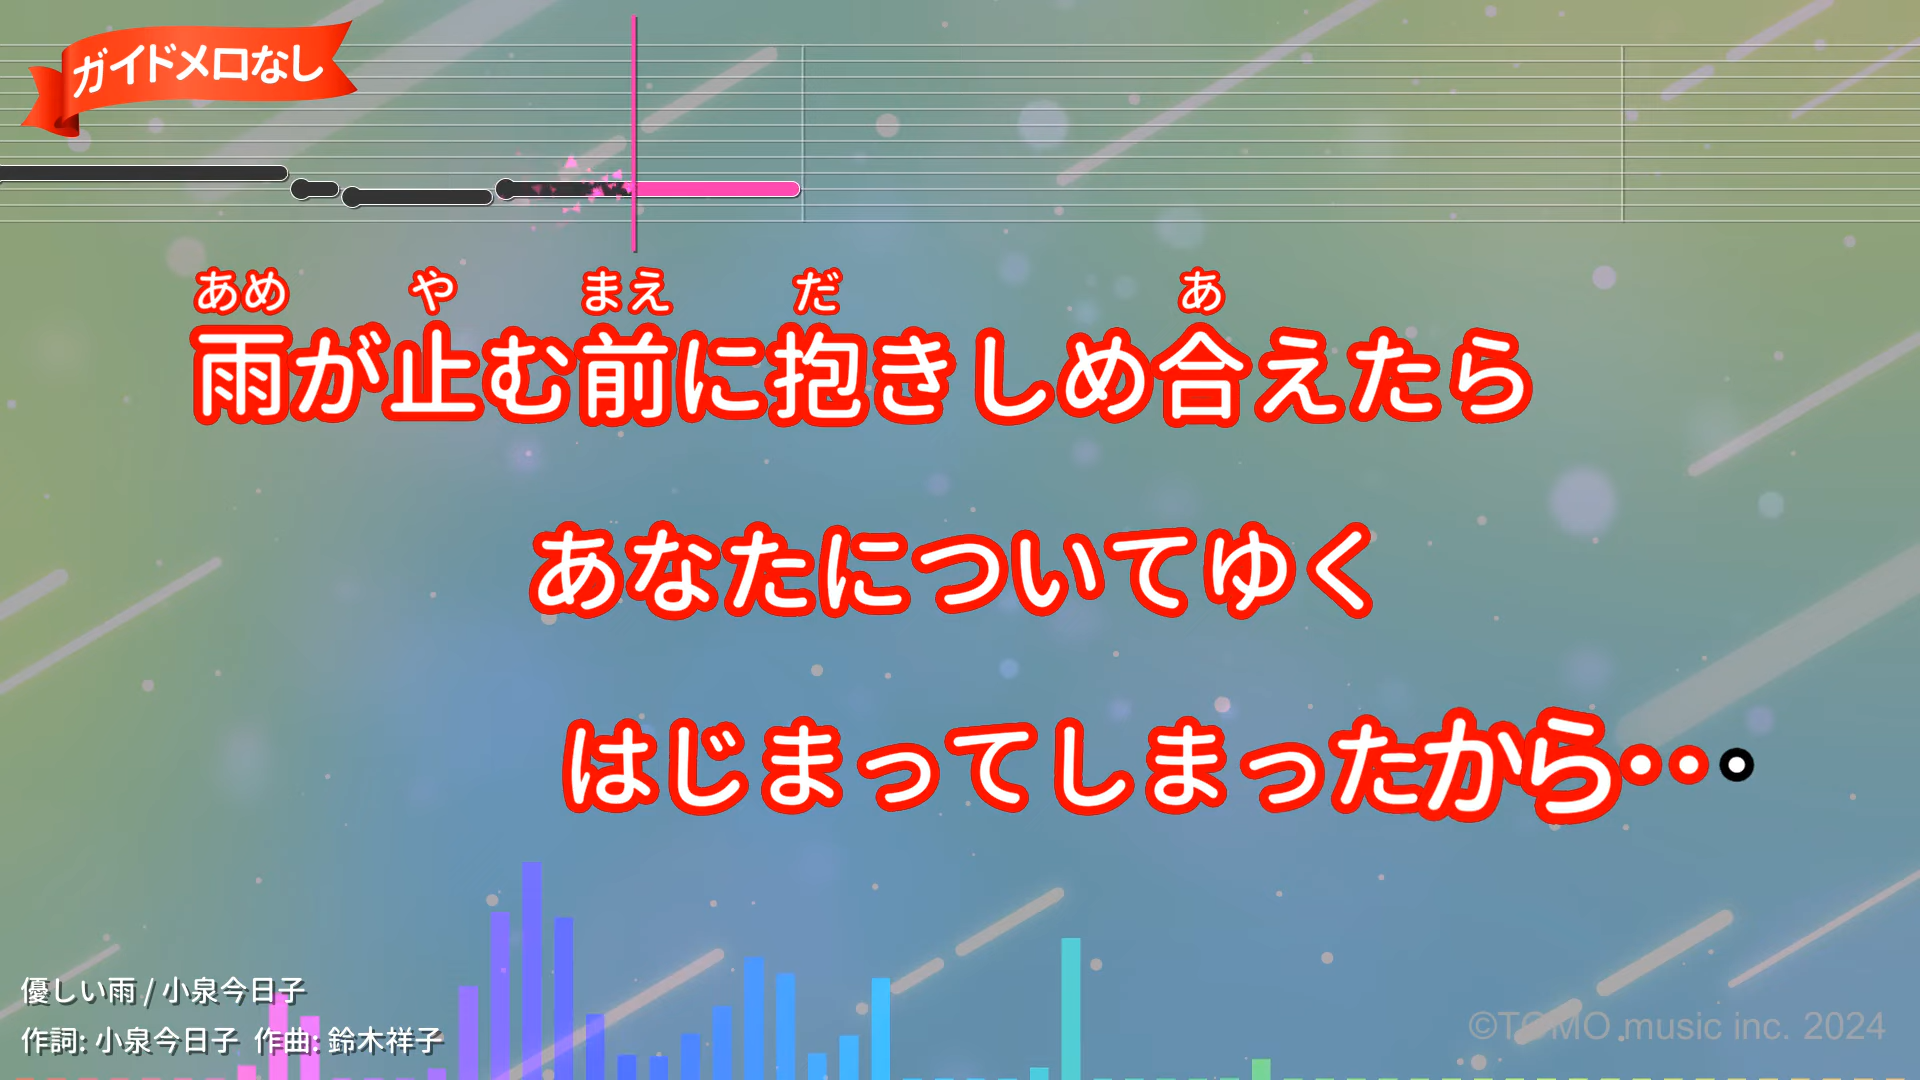 ガイドメロなし
あめ や まえ だ あ
雨が止む前に抱きしめ合えたら
あなたについてゆく
はじまってしまったから・・・
優しい雨 / 小泉今日子
作詞: 小泉今日子 作曲: 鈴木祥子
©TOMO music inc. 2024